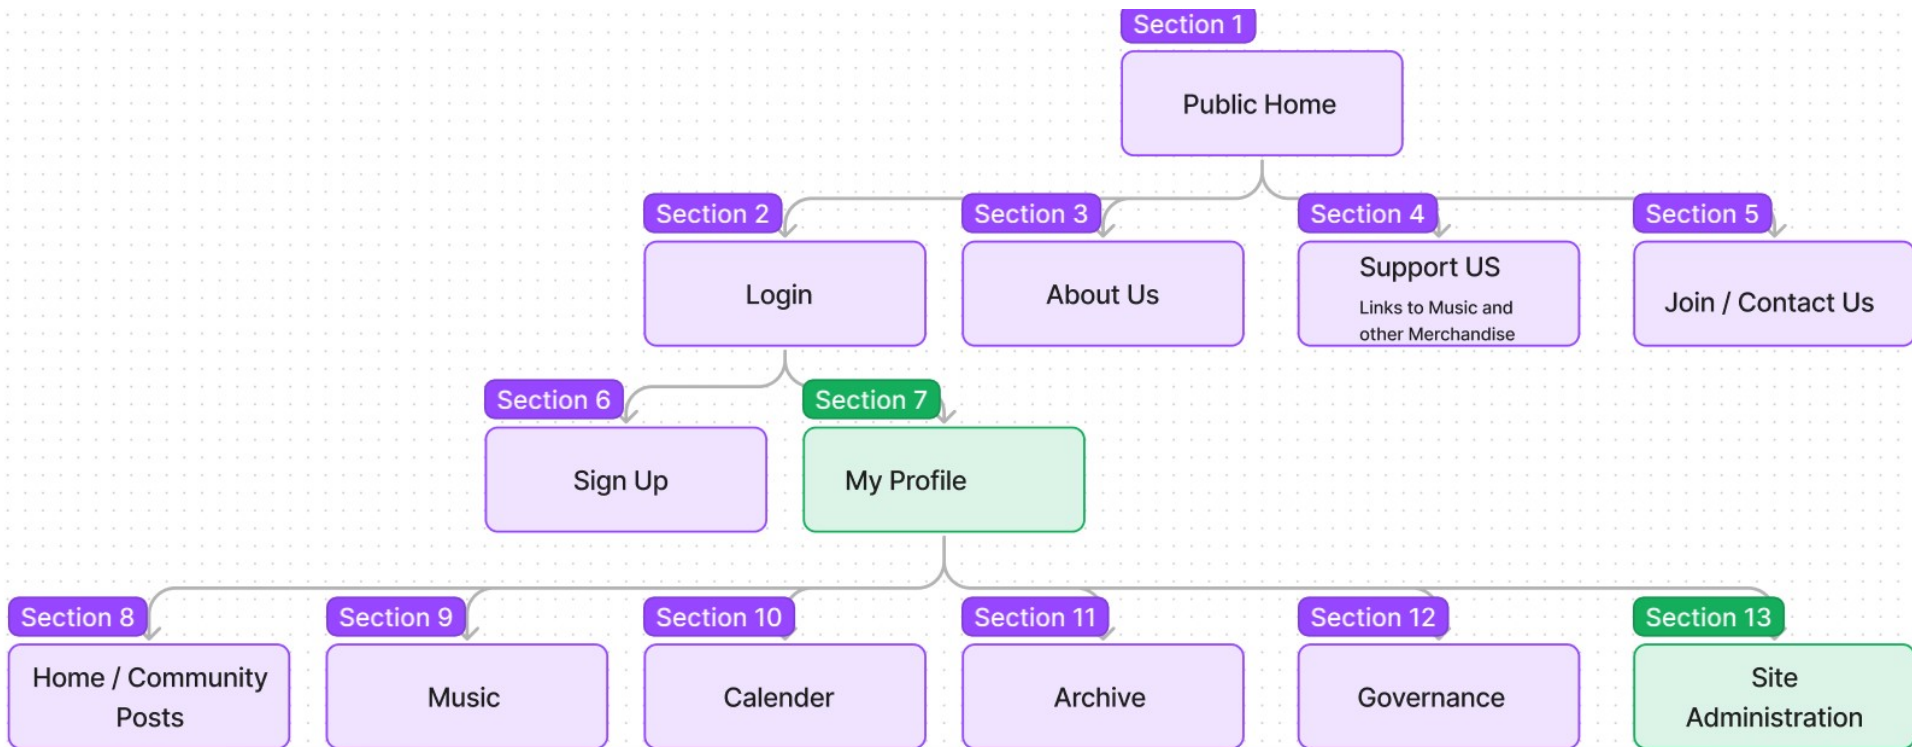 Section 1
Public Home
Section 2
Section 3
Section 4
Section 5
Login
About Us
Support US
Links to Music and
other Merchandise
Join / Contact Us
Section 6
Section 7
Sign Up
My Profile
Section 8
Section 9
Section 10
Section 11
Section 12
Section 13
Home / Community
Posts
Music
Calender
Archive
Governance
Site
Administration